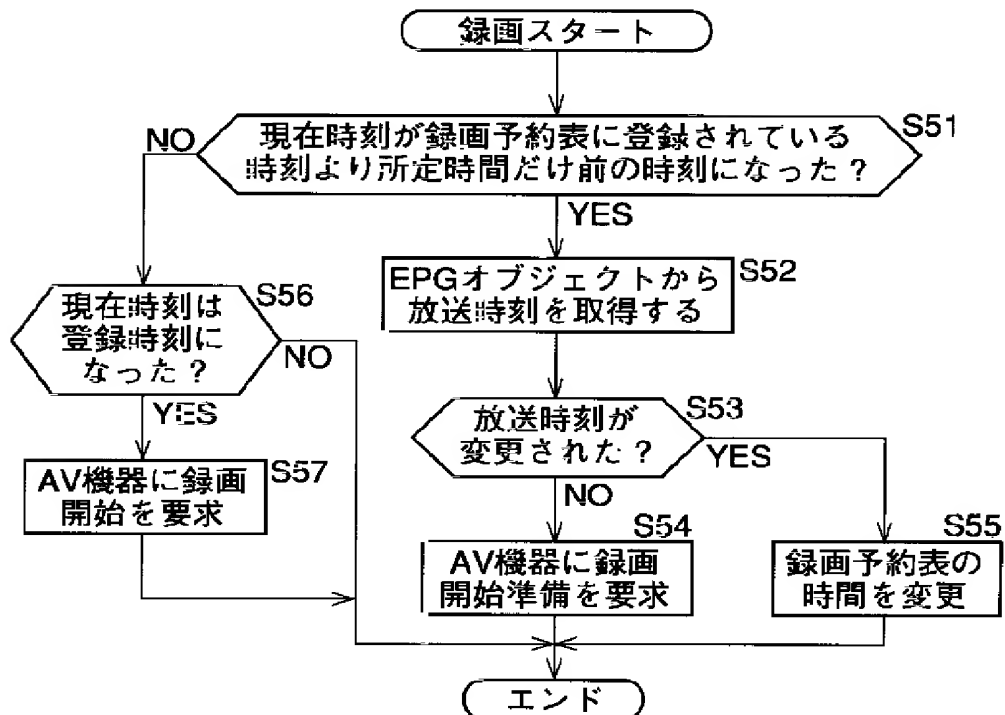 録画スタート
S51
NO
現在時刻が録画予約表に登録されている
時刻より所定時間だけ前の時刻になった？
YES
S52
EPGオブジェクトから
放送時刻を取得する
S56
現在時刻は
登録時刻に
なった？
NO
YES
S53
放送時刻が
変更された？
YES
NO
S57
AV機器に録画
開始を要求
S54
AV機器に録画
開始準備を要求
S55
録画予約表の
時間を変更
エンド